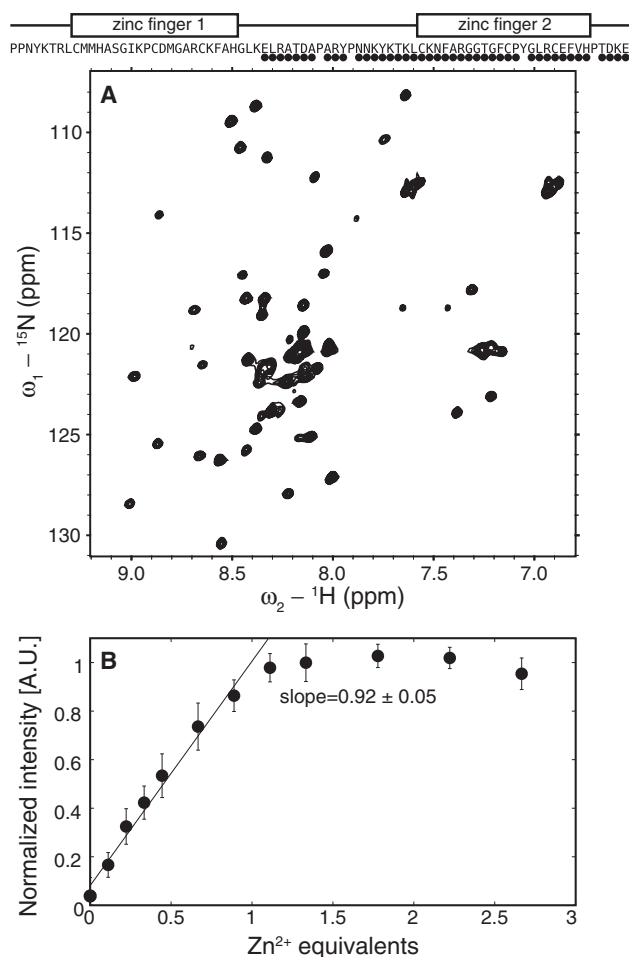 zinc finger 1 zinc finger 2
PPNYKTRLCMMHASGIKPCDMGARCKFAHGLKELRATDAPARYPNNKYKTKLCKNFARGGTGFCPYGLRCEFVHPTDKE
A
110
115
120
125
130
ω1 – 15N (ppm)
9.0 8.5 8.0 7.5 7.0
ω2 – 1H (ppm)
B
1
0.8
0.6
0.4
0.2
0
Normalized intensity [A.U.]
slope=0.92 ± 0.05
0 0.5 1 1.5 2 2.5 3
Zn2+ equivalents